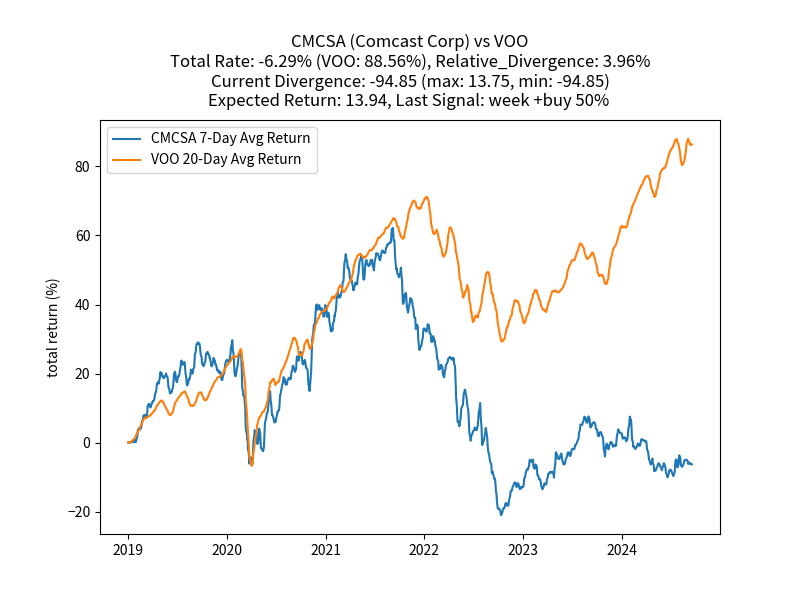 CMCSA (Comcast Corp) vs VOO
Total Rate: -6.29% (VOO: 88.56%), Relative_Divergence: 3.96%
Current Divergence: -94.85 (max: 13.75, min: -94.85)
Expected Return: 13.94, Last Signal: week +buy 50%
CMCSA 7-Day Avg Return
VOO 20-Day Avg Return
total return (%)
80
60
40
20
0
−20
2019 2020 2021 2022 2023 2024